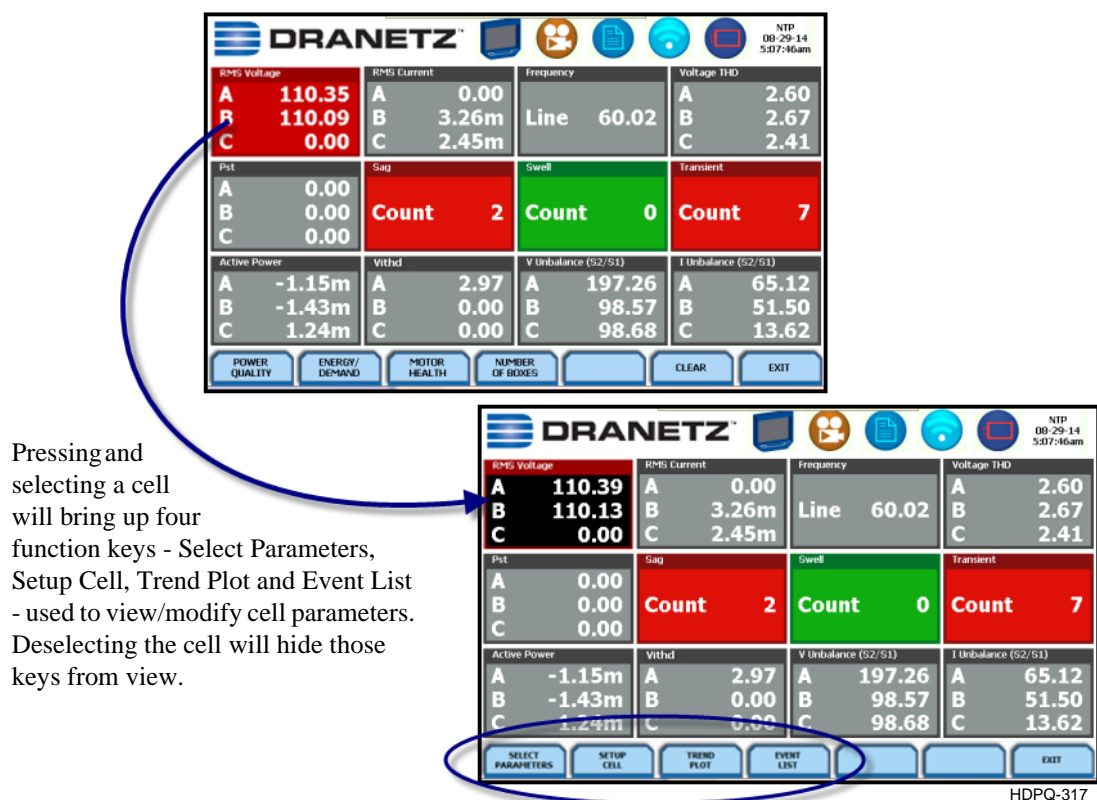 DRANETZ
NTP
08-29-14
5:07:46am
RMS Voltage
A 110.35
B 110.09
C 0.00
RMS Current
A 0.00
B 3.26m
C 2.45m
Frequency
Line 60.02
Voltage THD
A 2.60
B 2.67
C 2.41
Pst
A 0.00
B 0.00
C 0.00
Sag
Count 2
Swell
Count 0
Transient
Count 7
Active Power
A -1.15m
B -1.43m
C 1.24m
Vithd
A 2.97
B 0.00
C 0.00
V Unbalance (S2/S1)
A 197.26
B 98.57
C 98.68
I Unbalance (S2/S1)
A 65.12
B 51.50
C 13.62
POWER
QUALITY
ENERGY/
DEMAND
MOTOR
HEALTH
NUMBER
OF BOXES
CLEAR
EXIT
Pressing and
selecting a cell
will bring up four
function keys - Select Parameters,
Setup Cell, Trend Plot and Event List
- used to view/modify cell parameters.
Deselecting the cell will hide those
keys from view.
DRANETZ
NTP
08-29-14
5:07:46am
RMS Voltage
A 110.39
B 110.13
C 0.00
RMS Current
A 0.00
B 3.26m
C 2.45m
Frequency
Line 60.02
Voltage THD
A 2.60
B 2.67
C 2.41
Pst
A 0.00
B 0.00
C 0.00
Sag
Count 2
Swell
Count 0
Transient
Count 7
Active Power
A -1.15m
B -1.43m
C 1.24m
Vithd
A 2.97
B 0.00
C 0.00
V Unbalance (S2/S1)
A 197.26
B 98.57
C 98.68
I Unbalance (S2/S1)
A 65.12
B 51.50
C 13.62
SELECT
PARAMETERS
SETUP
CELL
TREND
PLOT
EVENT
LIST
EXIT
HDPQ-317